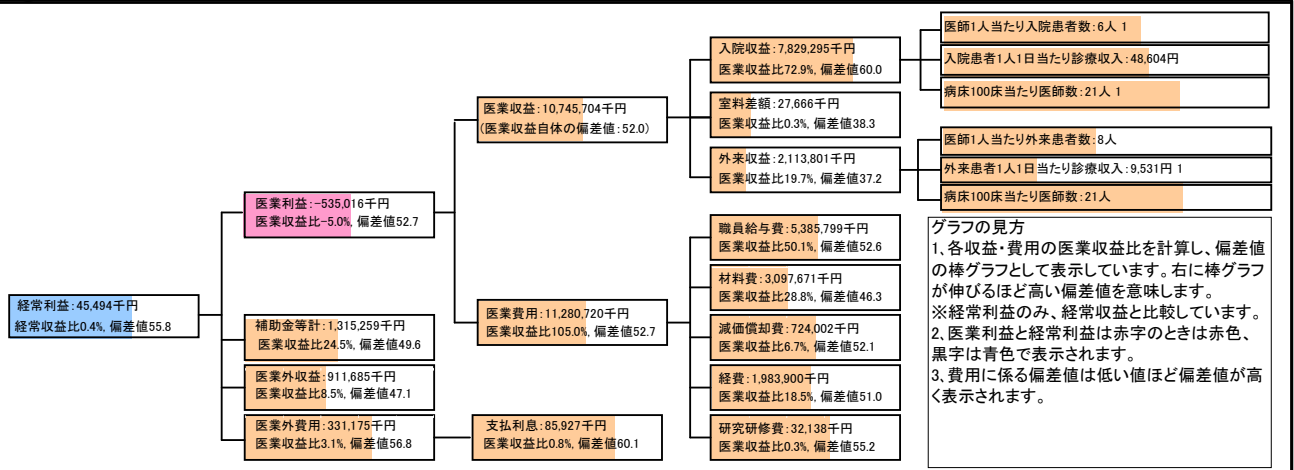 経常利益:45,494千円
経常収益比0.4%, 偏差値55.8
医業利益:-535,016千円
医業収益比-5.0%, 偏差値52.7
補助金等計:1,315,259千円
医業収益比24.5%, 偏差値49.6
医業外収益:911,685千円
医業収益比8.5%, 偏差値47.1
医業外費用:331,175千円
医業収益比3.1%, 偏差値56.8
医業収益:10,745,704千円
(医業収益自体の偏差値:52.0)
医業費用:11,280,720千円
医業収益比105.0%, 偏差値52.7
支払利息:85,927千円
医業収益比0.8%, 偏差値60.1
入院収益:7,829,295千円
医業収益比72.9%, 偏差値60.0
室料差額:27,666千円
医業収益比0.3%, 偏差値38.3
外来収益:2,113,801千円
医業収益比19.7%, 偏差値37.2
職員給与費:5,385,799千円
医業収益比50.1%, 偏差値52.6
材料費:3,097,671千円
医業収益比28.8%, 偏差値46.3
減価償却費:724,002千円
医業収益比6.7%, 偏差値52.1
経費:1,983,900千円
医業収益比18.5%, 偏差値51.0
研究研修費:32,138千円
医業収益比0.3%, 偏差値55.2
医師1人当たり入院患者数:6人 1
入院患者1人1日当たり診療収入:48,604円
病床100床当たり医師数:21人 1
医師1人当たり外来患者数:8人
外来患者1人1日当たり診療収入:9,531円 1
病床100床当たり医師数:21人
グラフの見方
1、各収益・費用の医業収益比を計算し、偏差値
の棒グラフとして表示しています。右に棒グラフ
が伸びるほど高い偏差値を意味します。
※経常利益のみ、経常収益と比較しています。
2、医業利益と経常利益は赤字のときは赤色、
黒字は青色で表示されます。
3、費用に係る偏差値は低い値ほど偏差値が高
く表示されます。